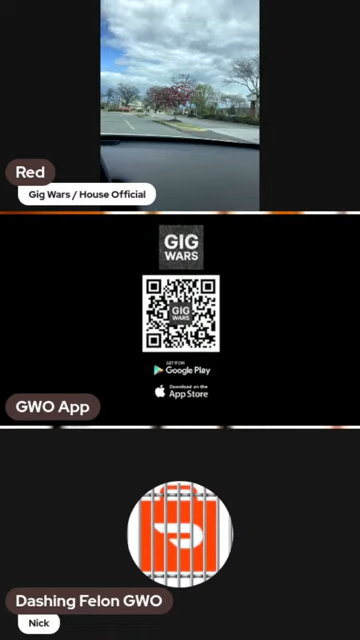 Red
Gig Wars / House Official
GIG
WARS
GIG
WARS
GET IT ON
Google Play
Download on the
App Store
GWO App
Dashing Felon GWO
Nick